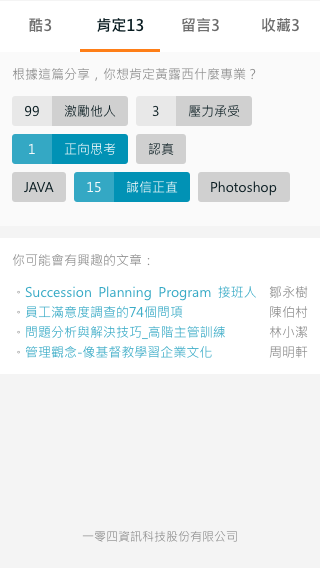 酷3 肯定13 留言3 收藏3
根據這篇分享，你想肯定黃露西什麼專業？
99 激勵他人 3 壓力承受
1 正向思考 認真
JAVA 15 誠信正直 Photoshop
你可能會有興趣的文章：
・Succession Planning Program 接班人 鄒永樹
・員工滿意度調查的74個問項 陳伯村
・問題分析與解決技巧_高階主管訓練 林小潔
・管理觀念-像基督教學習企業文化 周明軒
一零四資訊科技股份有限公司